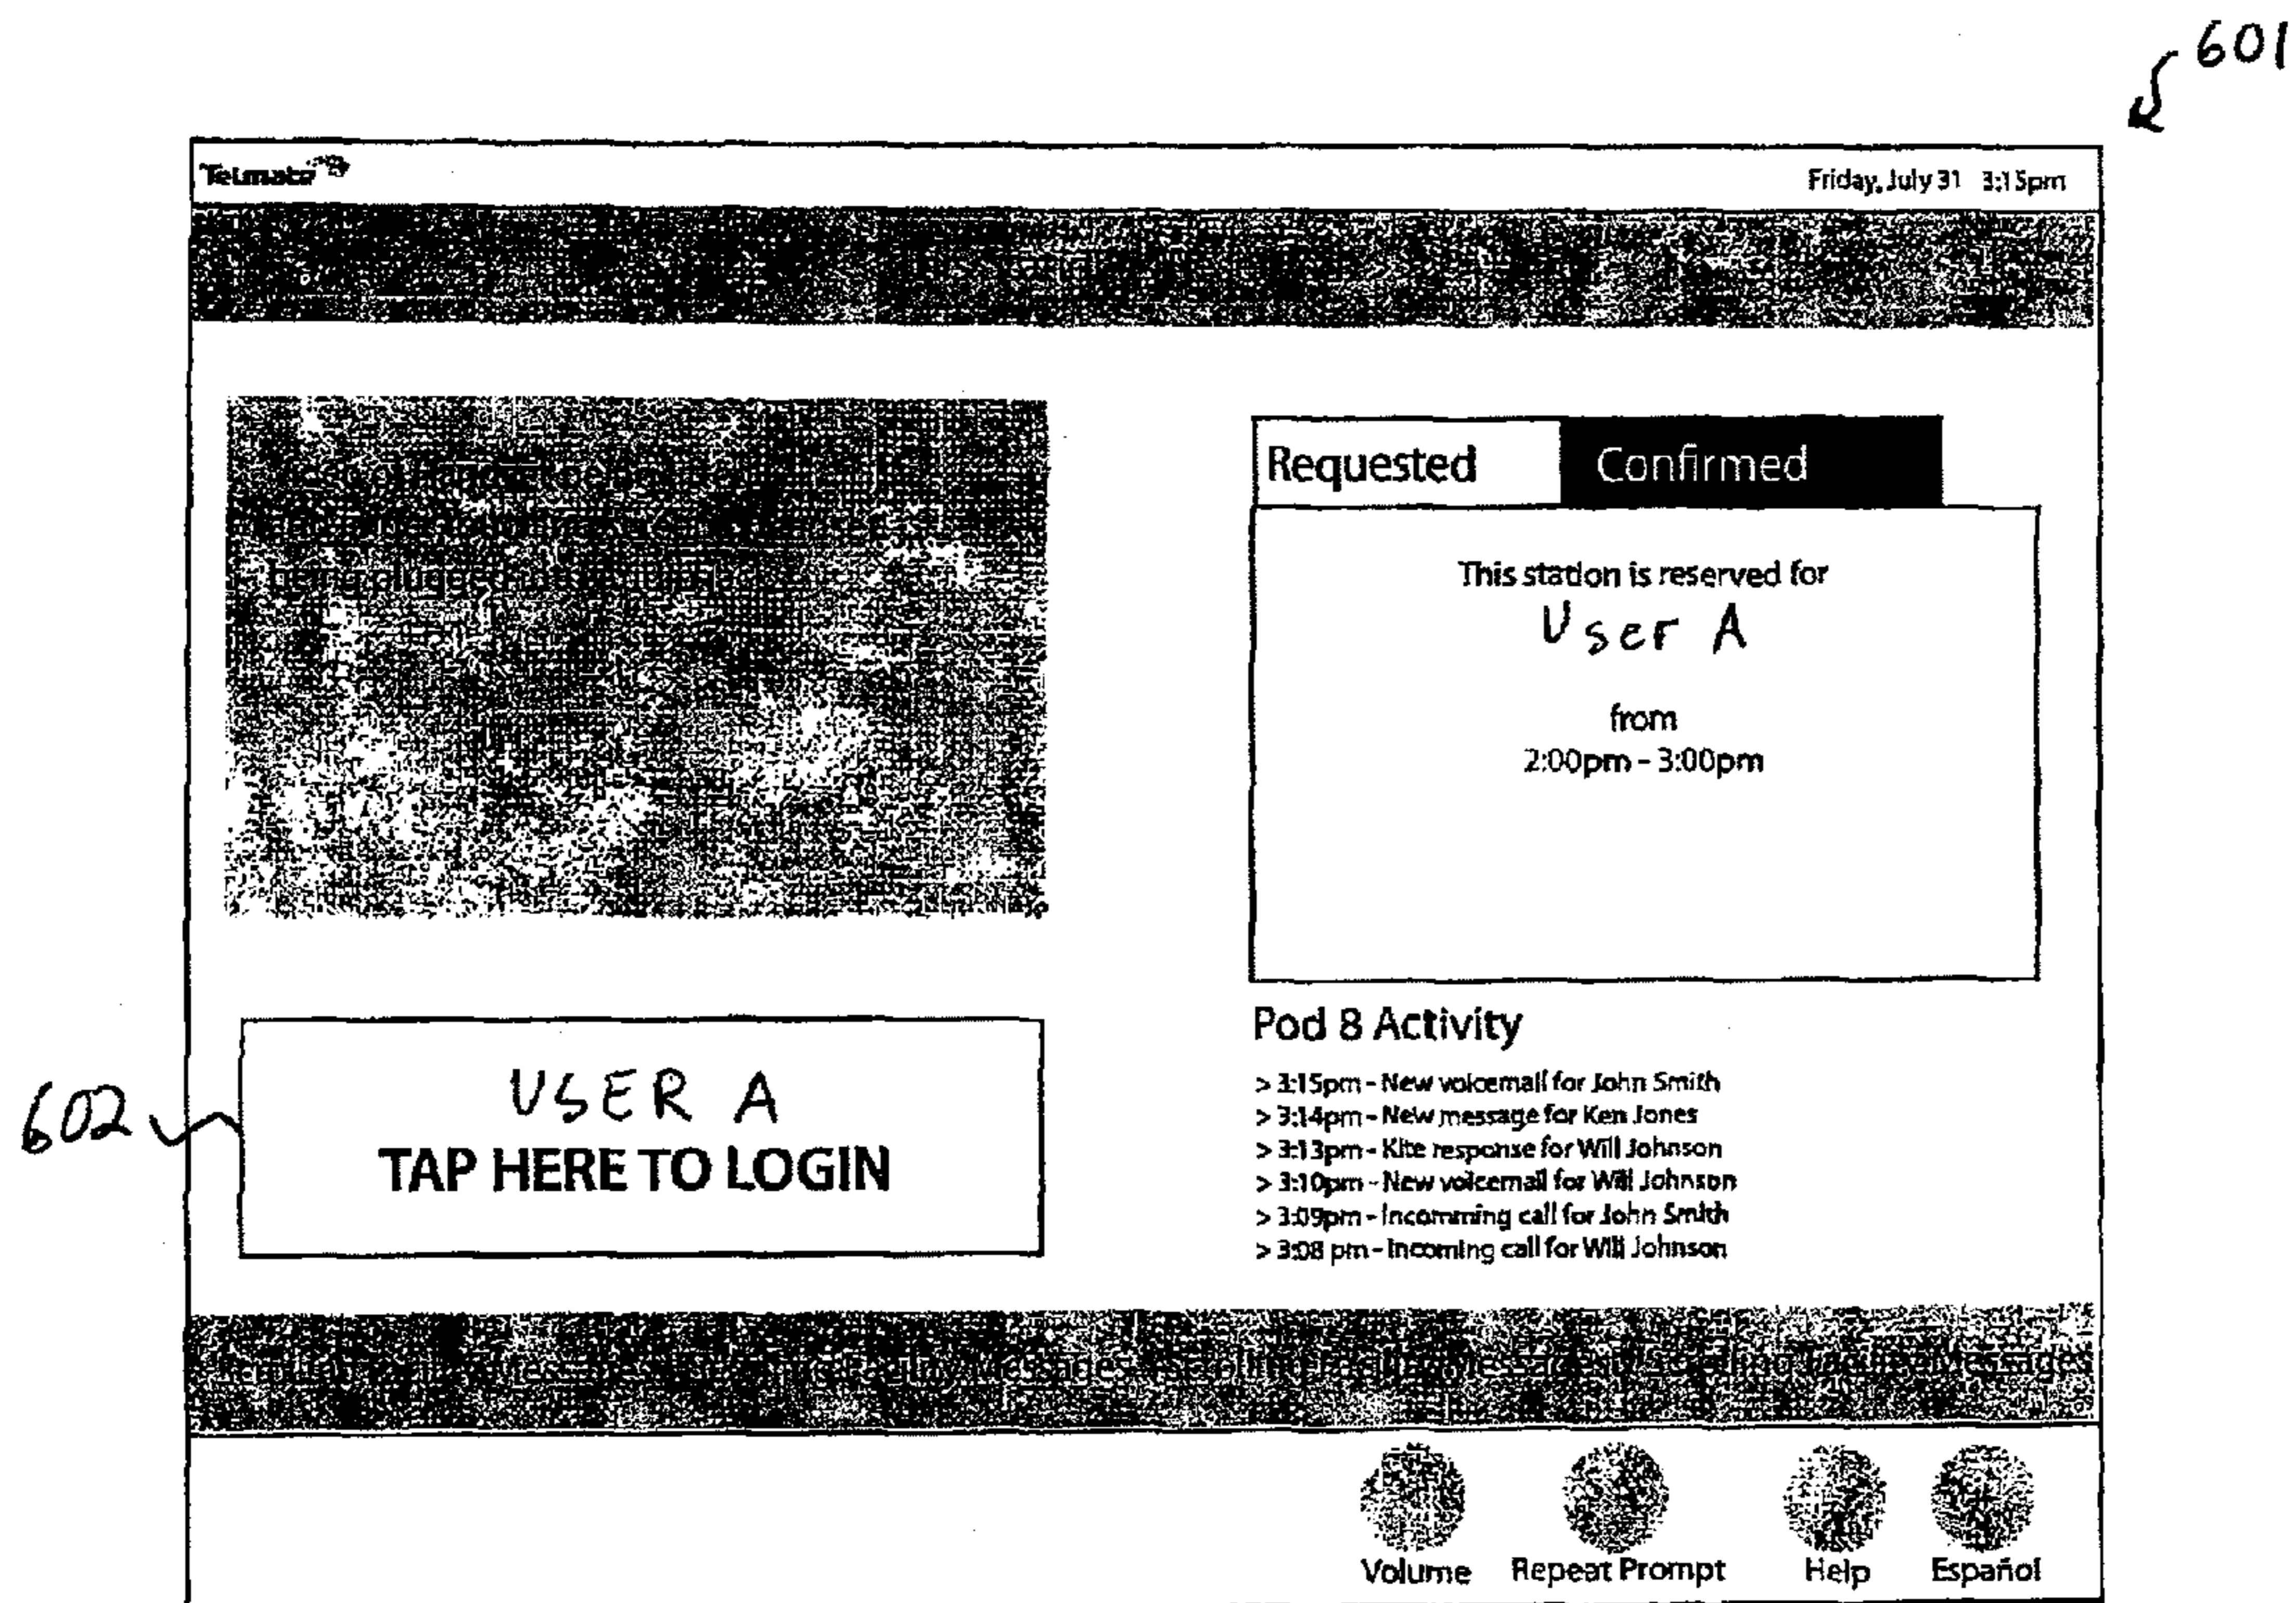 601
Telmate
Friday, July 31 3:15pm
being plugged
Requested
Confirmed
This station is reserved for
User A
from
2:00pm - 3:00pm
602
USER A
TAP HERE TO LOGIN
Pod 8 Activity
> 3:15pm - New voicemail for John Smith
> 3:14pm - New message for Ken Jones
> 3:13pm - Kite response for Will Johnson
> 3:10pm - New voicemail for Will Johnson
> 3:09pm - Incomming call for John Smith
> 3:08 pm - Incoming call for Will Johnson
Messages
Volume
Repeat Prompt
Help
Español